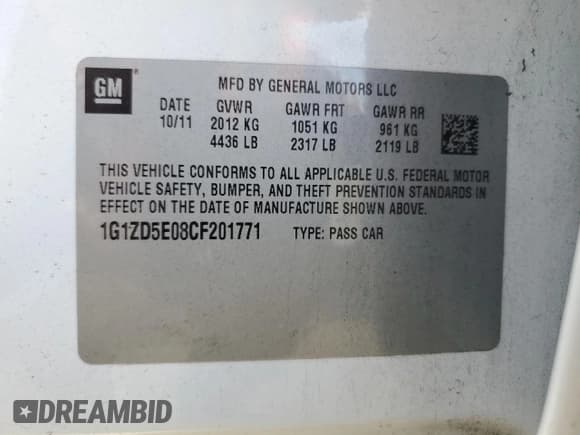 GM
MFD BY GENERAL MOTORS LLC
DATE GVWR GAWR FRT GAWR RR
10/11 2012 KG 1051 KG 961 KG
4436 LB 2317 LB 2119 LB
THIS VEHICLE CONFORMS TO ALL APPLICABLE U.S. FEDERAL MOTOR
VEHICLE SAFETY, BUMPER, AND THEFT PREVENTION STANDARDS IN
EFFECT ON THE DATE OF MANUFACTURE SHOWN ABOVE.
1G1ZD5E08CF201771 TYPE: PASS CAR
DREAMBID